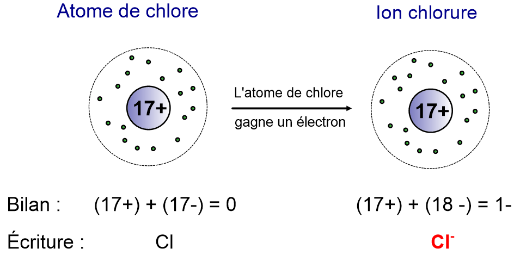 Atome de chlore
Ion chlorure
17+
L'atome de chlore
gagne un électron
17+
Bilan : (17+) + (17-) = 0
(17+) + (18 -) = 1-
Écriture : Cl
Cl-